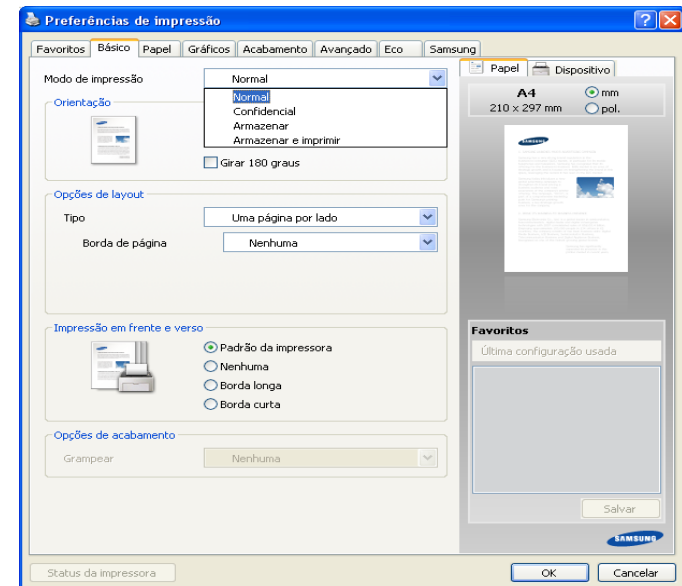 Preferências de impressão
Favoritos Básico Papel Gráficos Acabamento Avançado Eco Samsung
Modo de impressão Normal
Normal
Confidencial
Armazenar
Armazenar e imprimir
Orientação
Girar 180 graus
Opções de layout
Tipo Uma página por lado
Borda de página Nenhuma
Impressão em frente e verso
Padrão da impressora
Nenhuma
Borda longa
Borda curta
Opções de acabamento
Grampear Nenhuma
Papel Dispositivo
A4 mm
210 x 297 mm pol.
SAMSUNG
Favoritos
Última configuração usada
Salvar
SAMSUNG
Status da impressora OK Cancelar